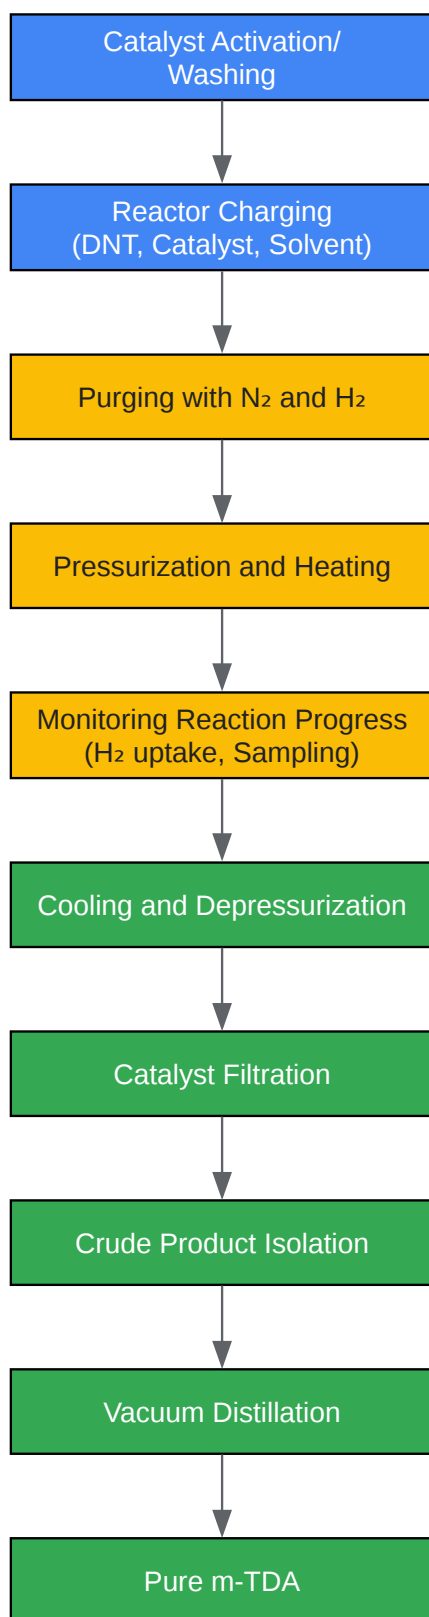 Catalyst Activation/
Washing
Reactor Charging
(DNT, Catalyst, Solvent)
Purging with N₂ and H₂
Pressurization and Heating
Monitoring Reaction Progress
(H₂ uptake, Sampling)
Cooling and Depressurization
Catalyst Filtration
Crude Product Isolation
Vacuum Distillation
Pure m-TDA